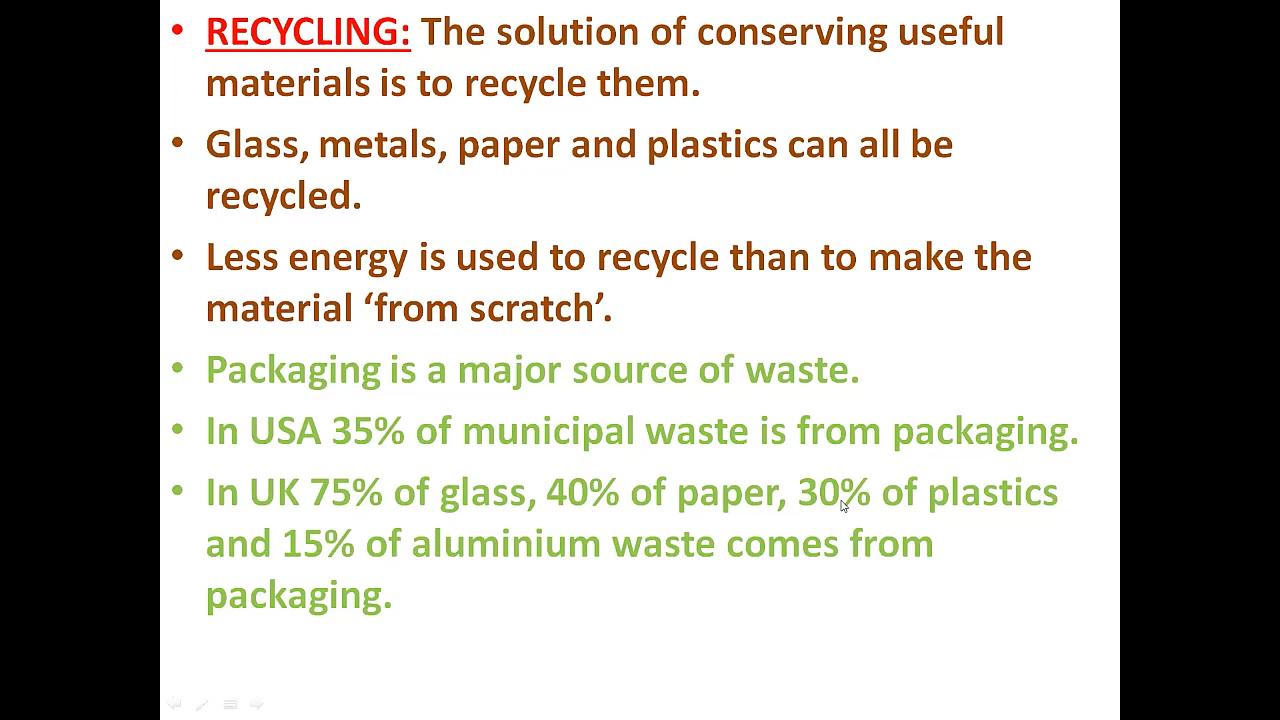 • RECYCLING: The solution of conserving useful
materials is to recycle them.
• Glass, metals, paper and plastics can all be
recycled.
• Less energy is used to recycle than to make the
material ‘from scratch’.
• Packaging is a major source of waste.
• In USA 35% of municipal waste is from packaging.
• In UK 75% of glass, 40% of paper, 30% of plastics
and 15% of aluminium waste comes from
packaging.